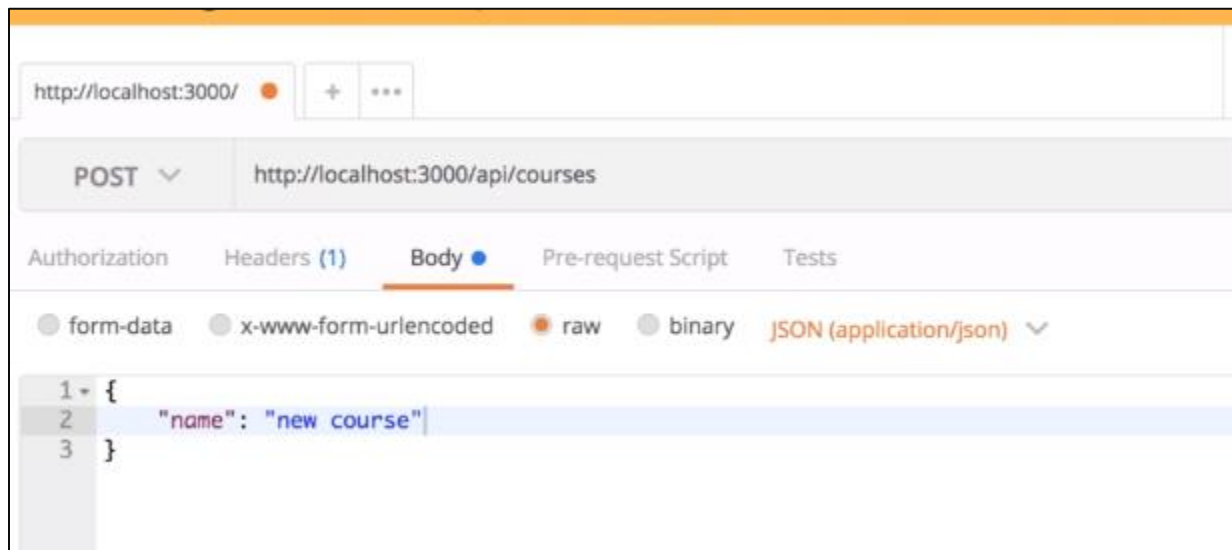 http://localhost:3000/
POST http://localhost:3000/api/courses
Authorization Headers (1) Body Pre-request Script Tests
form-data x-www-form-urlencoded raw binary JSON (application/json)
1 {
2 "name": "new course"
3 }